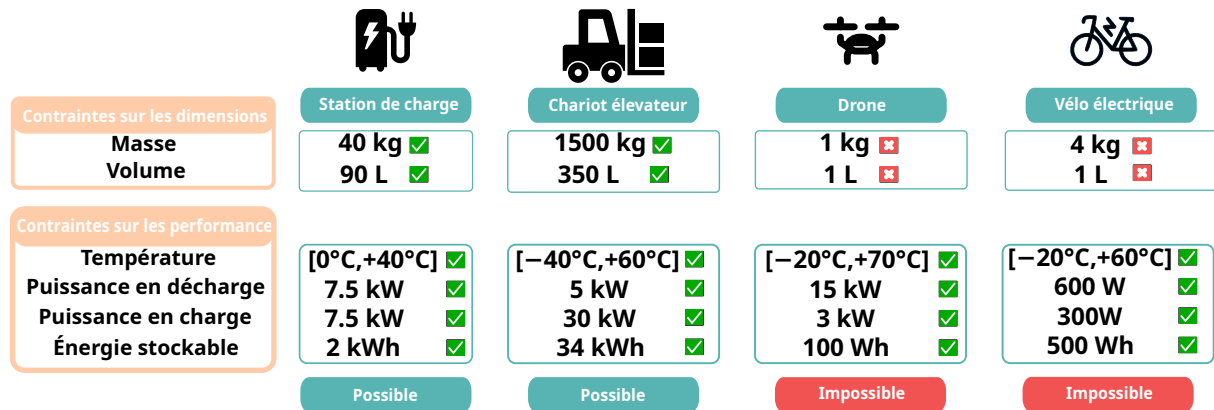 Station de charge
Chariot élevateur
Drone
Vélo électrique
Contraintes sur les dimensions
Masse
Volume
40 kg
90 L
1500 kg
350 L
1 kg
1 L
4 kg
1 L
Contraintes sur les performance
Température
Puissance en décharge
Puissance en charge
Énergie stockable
[0°C,+40°C]
7.5 kW
7.5 kW
2 kWh
[−40°C,+60°C]
5 kW
30 kW
34 kWh
[−20°C,+70°C]
15 kW
3 kW
100 Wh
[−20°C,+60°C]
600 W
300W
500 Wh
Possible
Possible
Impossible
Impossible